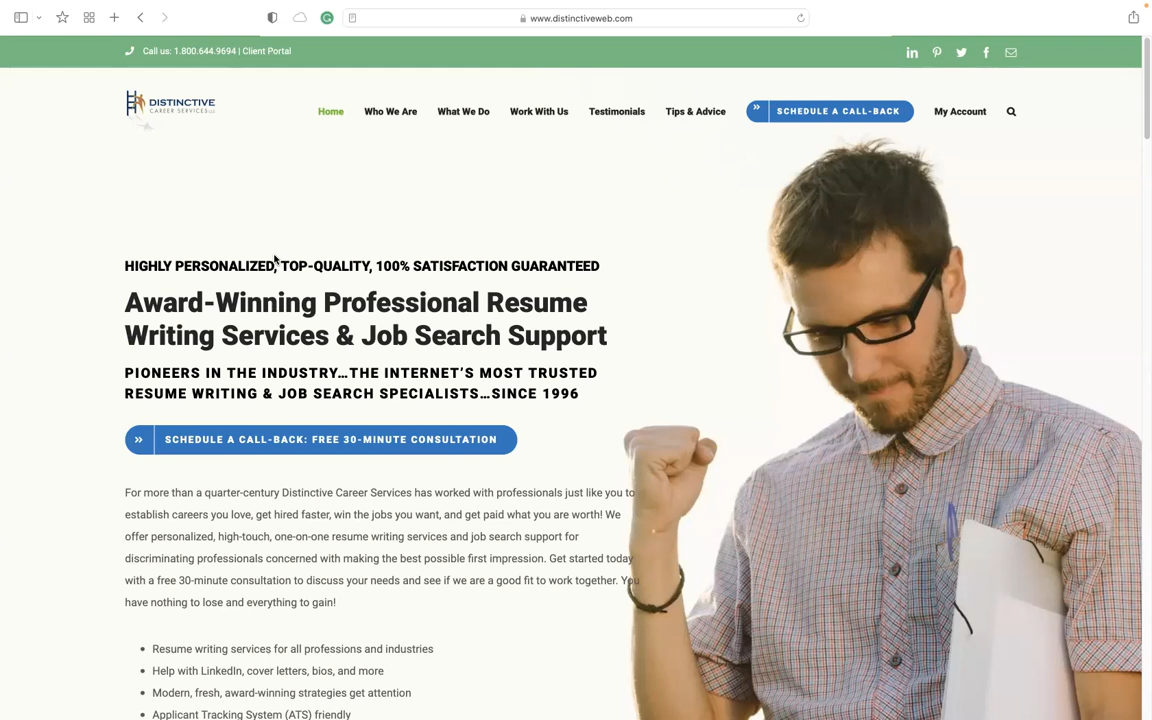 www.distinctiveweb.com
Call us: 1.800.644.9694 | Client Portal
DISTINCTIVE
CAREER SERVICES LLC
Home Who We Are What We Do Work With Us Testimonials Tips & Advice SCHEDULE A CALL-BACK My Account
HIGHLY PERSONALIZED, TOP-QUALITY, 100% SATISFACTION GUARANTEED
Award-Winning Professional Resume
Writing Services & Job Search Support
PIONEERS IN THE INDUSTRY…THE INTERNET'S MOST TRUSTED
RESUME WRITING & JOB SEARCH SPECIALISTS…SINCE 1996
SCHEDULE A CALL-BACK: FREE 30-MINUTE CONSULTATION
For more than a quarter-century Distinctive Career Services has worked with professionals just like you to
establish careers you love, get hired faster, win the jobs you want, and get paid what you are worth! We
offer personalized, high-touch, one-on-one resume writing services and job search support for
discriminating professionals concerned with making the best possible first impression. Get started today
with a free 30-minute consultation to discuss your needs and see if we are a good fit to work together. You
have nothing to lose and everything to gain!
• Resume writing services for all professions and industries
• Help with LinkedIn, cover letters, bios, and more
• Modern, fresh, award-winning strategies get attention
• Applicant Tracking System (ATS) friendly